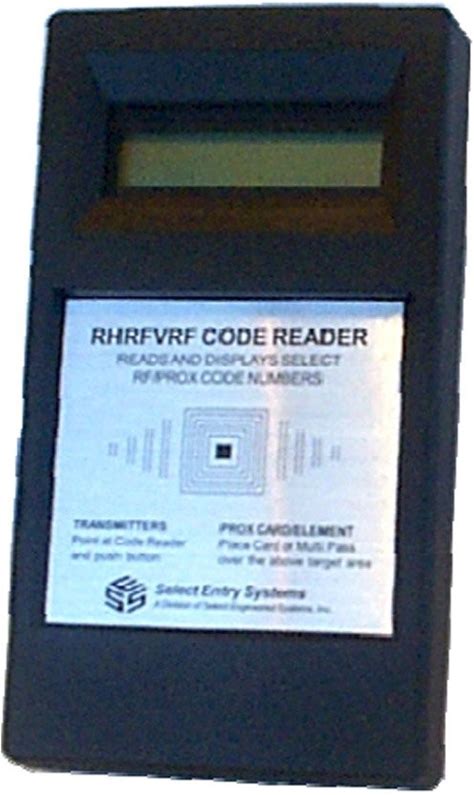 RHRFVRF CODE READER
READS AND DISPLAYS SELECT
RF/PROX CODE NUMBERS
TRANSMITTERS
Point at Code Reader
and push button
PROX CARD/ELEMENT
Place Card or Multi Pass
over the above target area
SES
Select Entry Systems
A Division of Select Engineered Systems, Inc.